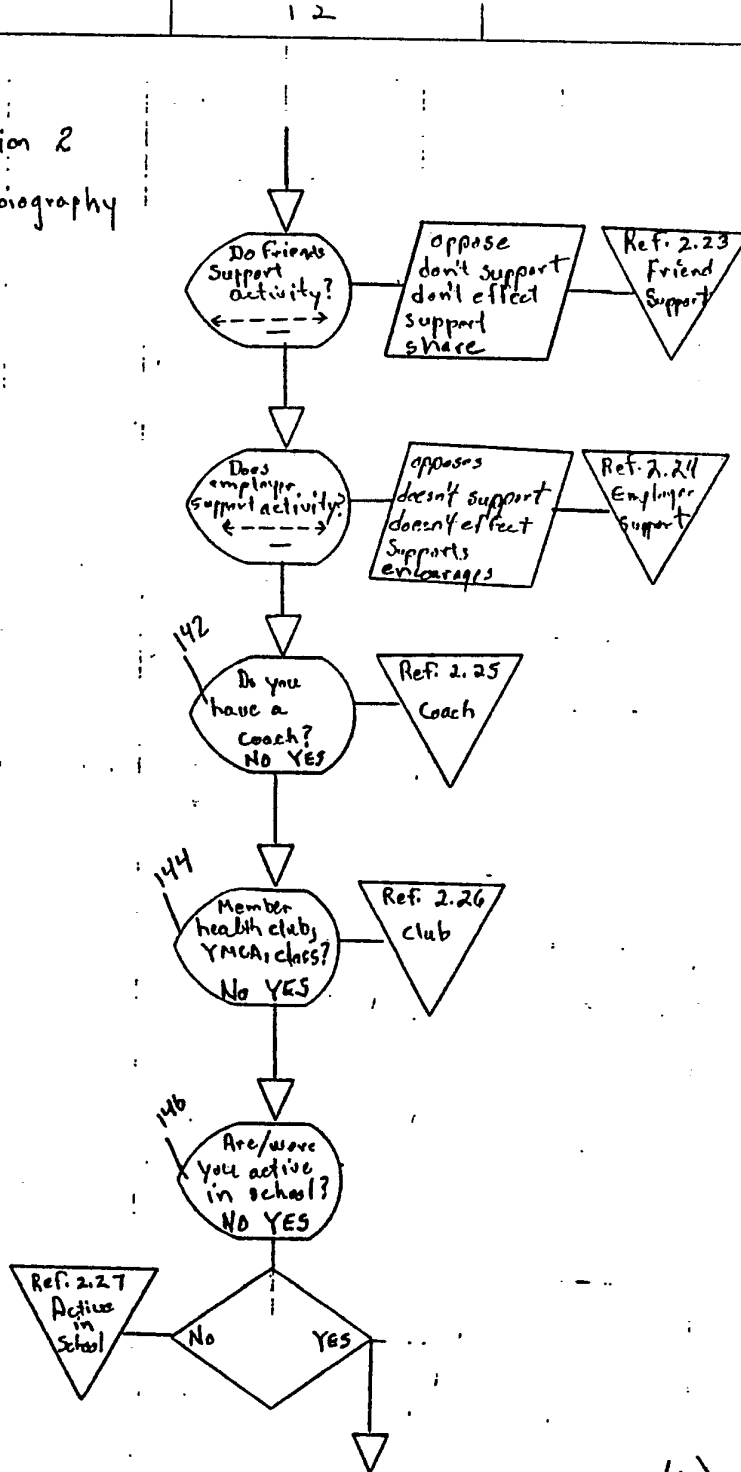 12
ion 2
biography
Do Friends
Support
activity?
oppose
don't support
don't effect
support
share
Ref: 2.23
Friend
Support
Does
employer
support activity?
opposes
doesn't support
doesn't effect
Supports
encourages
Ref. 2.24
Employer
Support
142
Do you
have a
coach?
NO YES
Ref: 2.25
Coach
144
Member
health club,
YMCA, class?
No YES
Ref: 2.26
Club
146
Are/were
you active
in school?
NO YES
Ref: 2.27
Active
in
School
No
YES